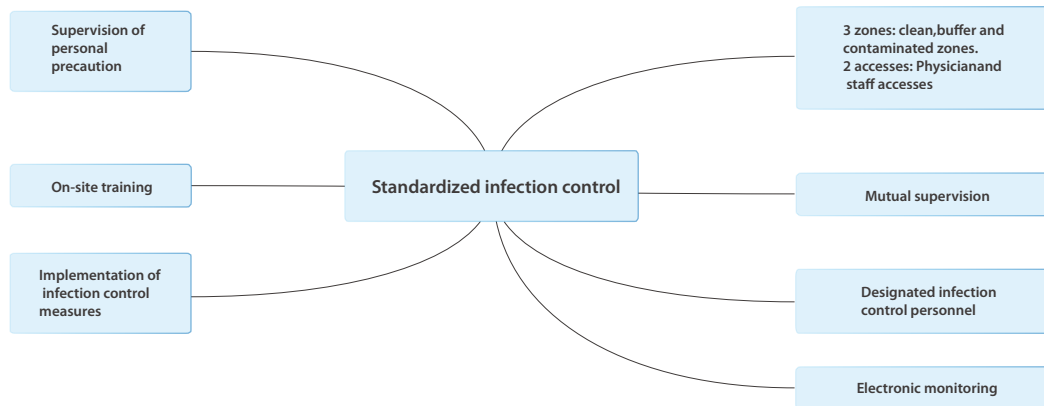 Supervision of
personal
precaution
On-site training
Implementation of
infection control
measures
Standardized infection control
3 zones: clean,buffer and
contaminated zones.
2 accesses: Physicianand
staff accesses
Mutual supervision
Designated infection
control personnel
Electronic monitoring